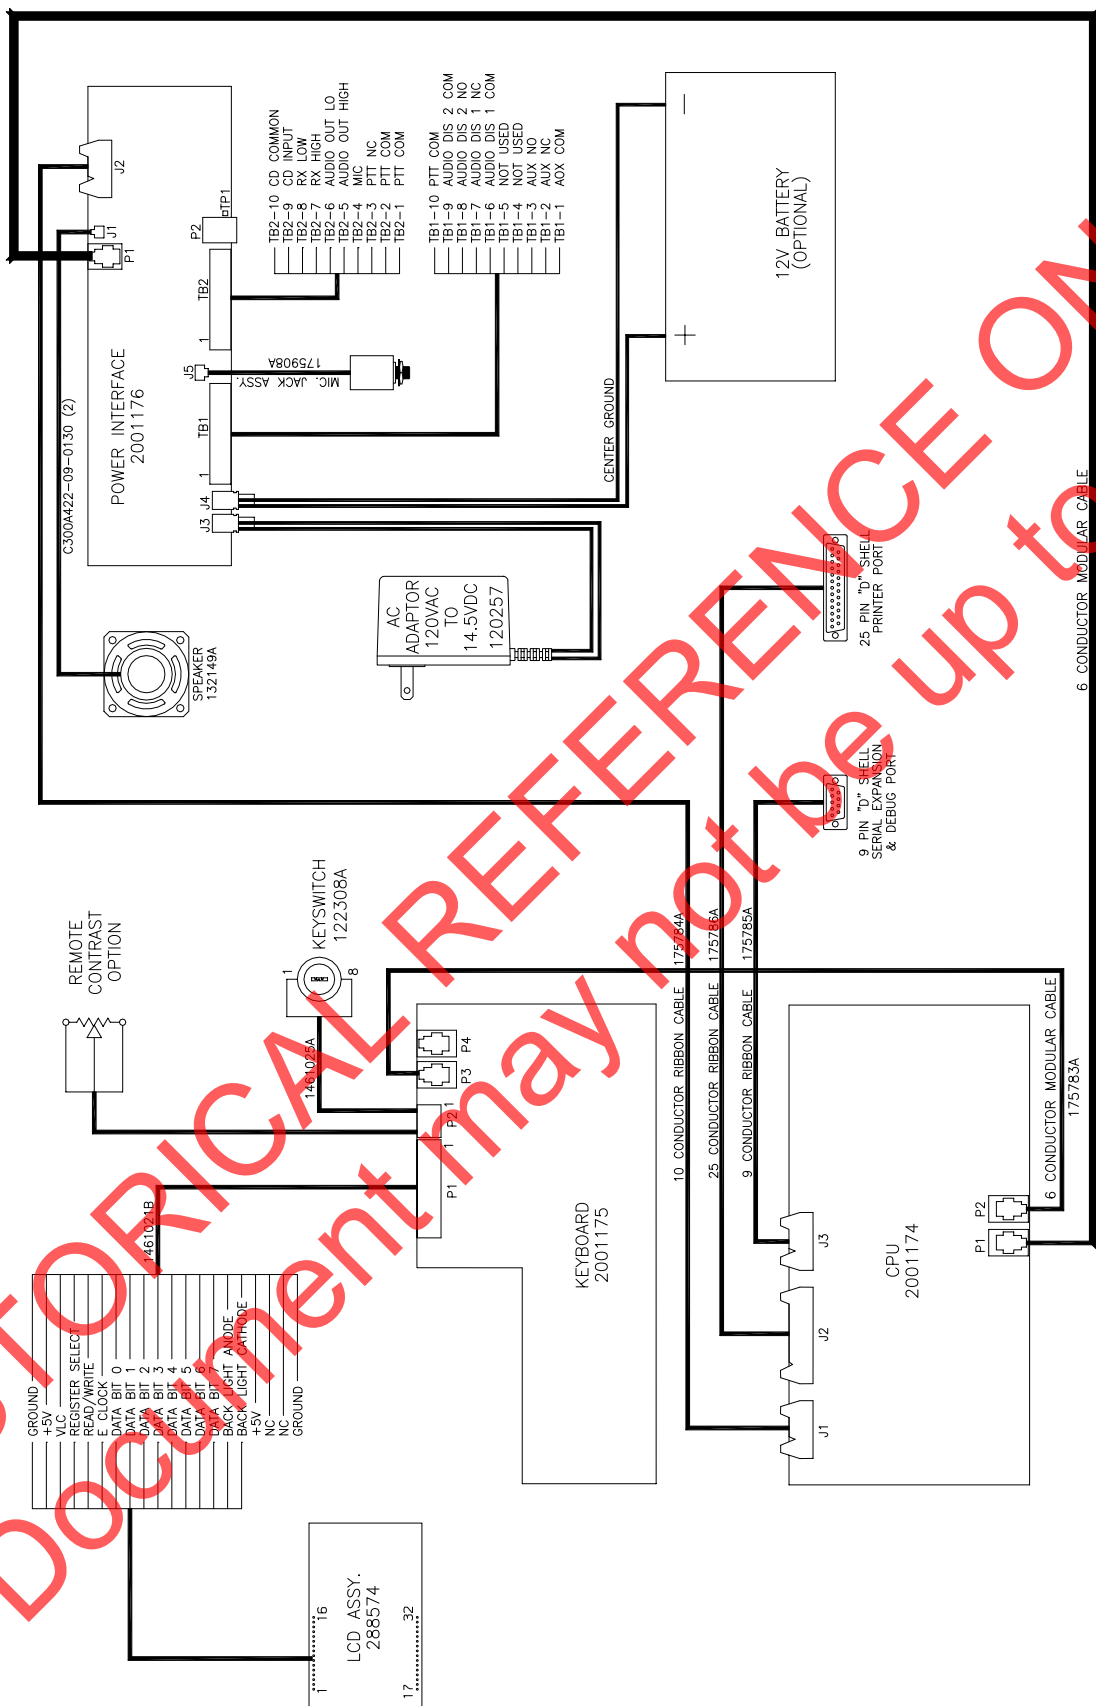 GROUND
+5V
VLC
REGISTER SELECT
READ/WRITE
E CLOCK
DATA BIT 0
DATA BIT 1
DATA BIT 2
DATA BIT 3
DATA BIT 4
DATA BIT 5
DATA BIT 6
DATA BIT 7
BACK LIGHT ANODE
BACK LIGHT CATHODE
+5V
NC
NC
GROUND
1
16
LCD ASSY.
288574
17
32
1461021B
REMOTE
CONTRAST
OPTION
1461025A
1
KEYSWITCH
122308A
8
P1
1
P2
1
P3
P4
KEYBOARD
2001175
SPEAKER
132149A
C300A422-09-0130 (2)
POWER INTERFACE
2001176
P1
J1
J2
J3
J4
1
TB1
J5
1
TB2
P2
TP1
MIC. JACK ASSY.
175908A
TB2-10 CD COMMON
TB2-9 CD INPUT
TB2-8 RX LOW
TB2-7 RX HIGH
TB2-6 AUDIO OUT LO
TB2-5 AUDIO OUT HIGH
TB2-4 MIC
TB2-3 PTT NC
TB2-2 PTT COM
TB2-1 PTT COM
TB1-10 PTT COM
TB1-9 AUDIO DIS 2 COM
TB1-8 AUDIO DIS 2 NO
TB1-7 AUDIO DIS 1 NC
TB1-6 AUDIO DIS 1 COM
TB1-5 NOT USED
TB1-4 NOT USED
TB1-3 AUX NO
TB1-2 AUX NC
TB1-1 AOX COM
AC
ADAPTOR
120VAC
TO
14.5VDC
120257
CENTER GROUND
+
−
12V BATTERY
(OPTIONAL)
10 CONDUCTOR RIBBON CABLE
175784A
25 CONDUCTOR RIBBON CABLE
175786A
9 CONDUCTOR RIBBON CABLE
175785A
9 PIN "D" SHELL
SERIAL EXPANSION
& DEBUG PORT
25 PIN "D" SHELL
PRINTER PORT
J1
J2
J3
CPU
2001174
P1
P2
6 CONDUCTOR MODULAR CABLE
175783A
6 CONDUCTOR MODULAR CABLE
TORICAL REFERENCE ON
Document may not be up to